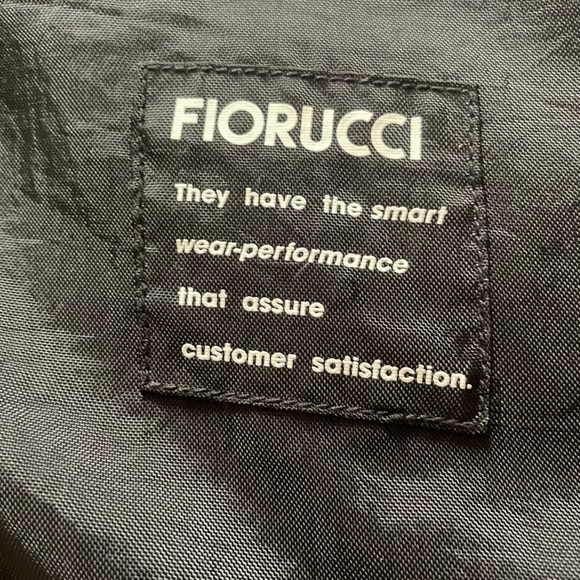 FIORUCCI
They have the smart
wear-performance
that assure
customer satisfaction.